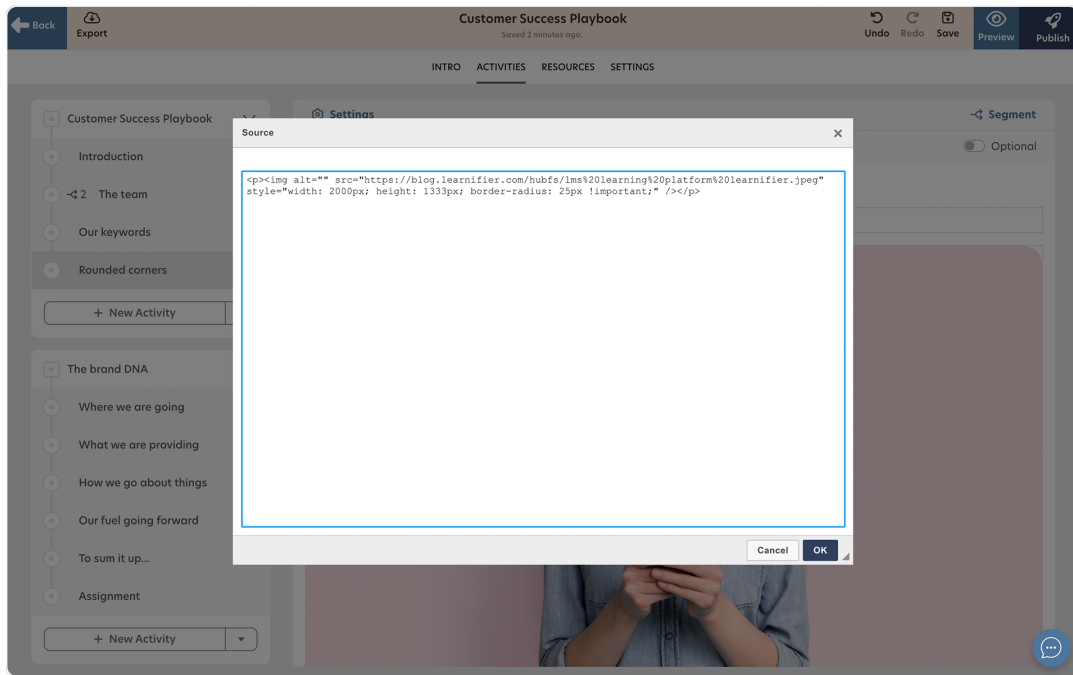 Back
Export
Customer Success Playbook
Saved 2 minutes ago.
Undo
Redo
Save
Preview
Publish
INTRO ACTIVITIES RESOURCES SETTINGS
Customer Success Playbook
Introduction
2 The team
Our keywords
Rounded corners
+ New Activity
The brand DNA
Where we are going
What we are providing
How we go about things
Our fuel going forward
To sum it up...
Assignment
+ New Activity
Settings
Segment
Optional
Source
<p><img alt="" src="https://blog.learnifier.com/hubfs/lms%20learning%20platform%20learnifier.jpeg"
style="width: 2000px; height: 1333px; border-radius: 25px !important;" /></p>
Cancel
OK